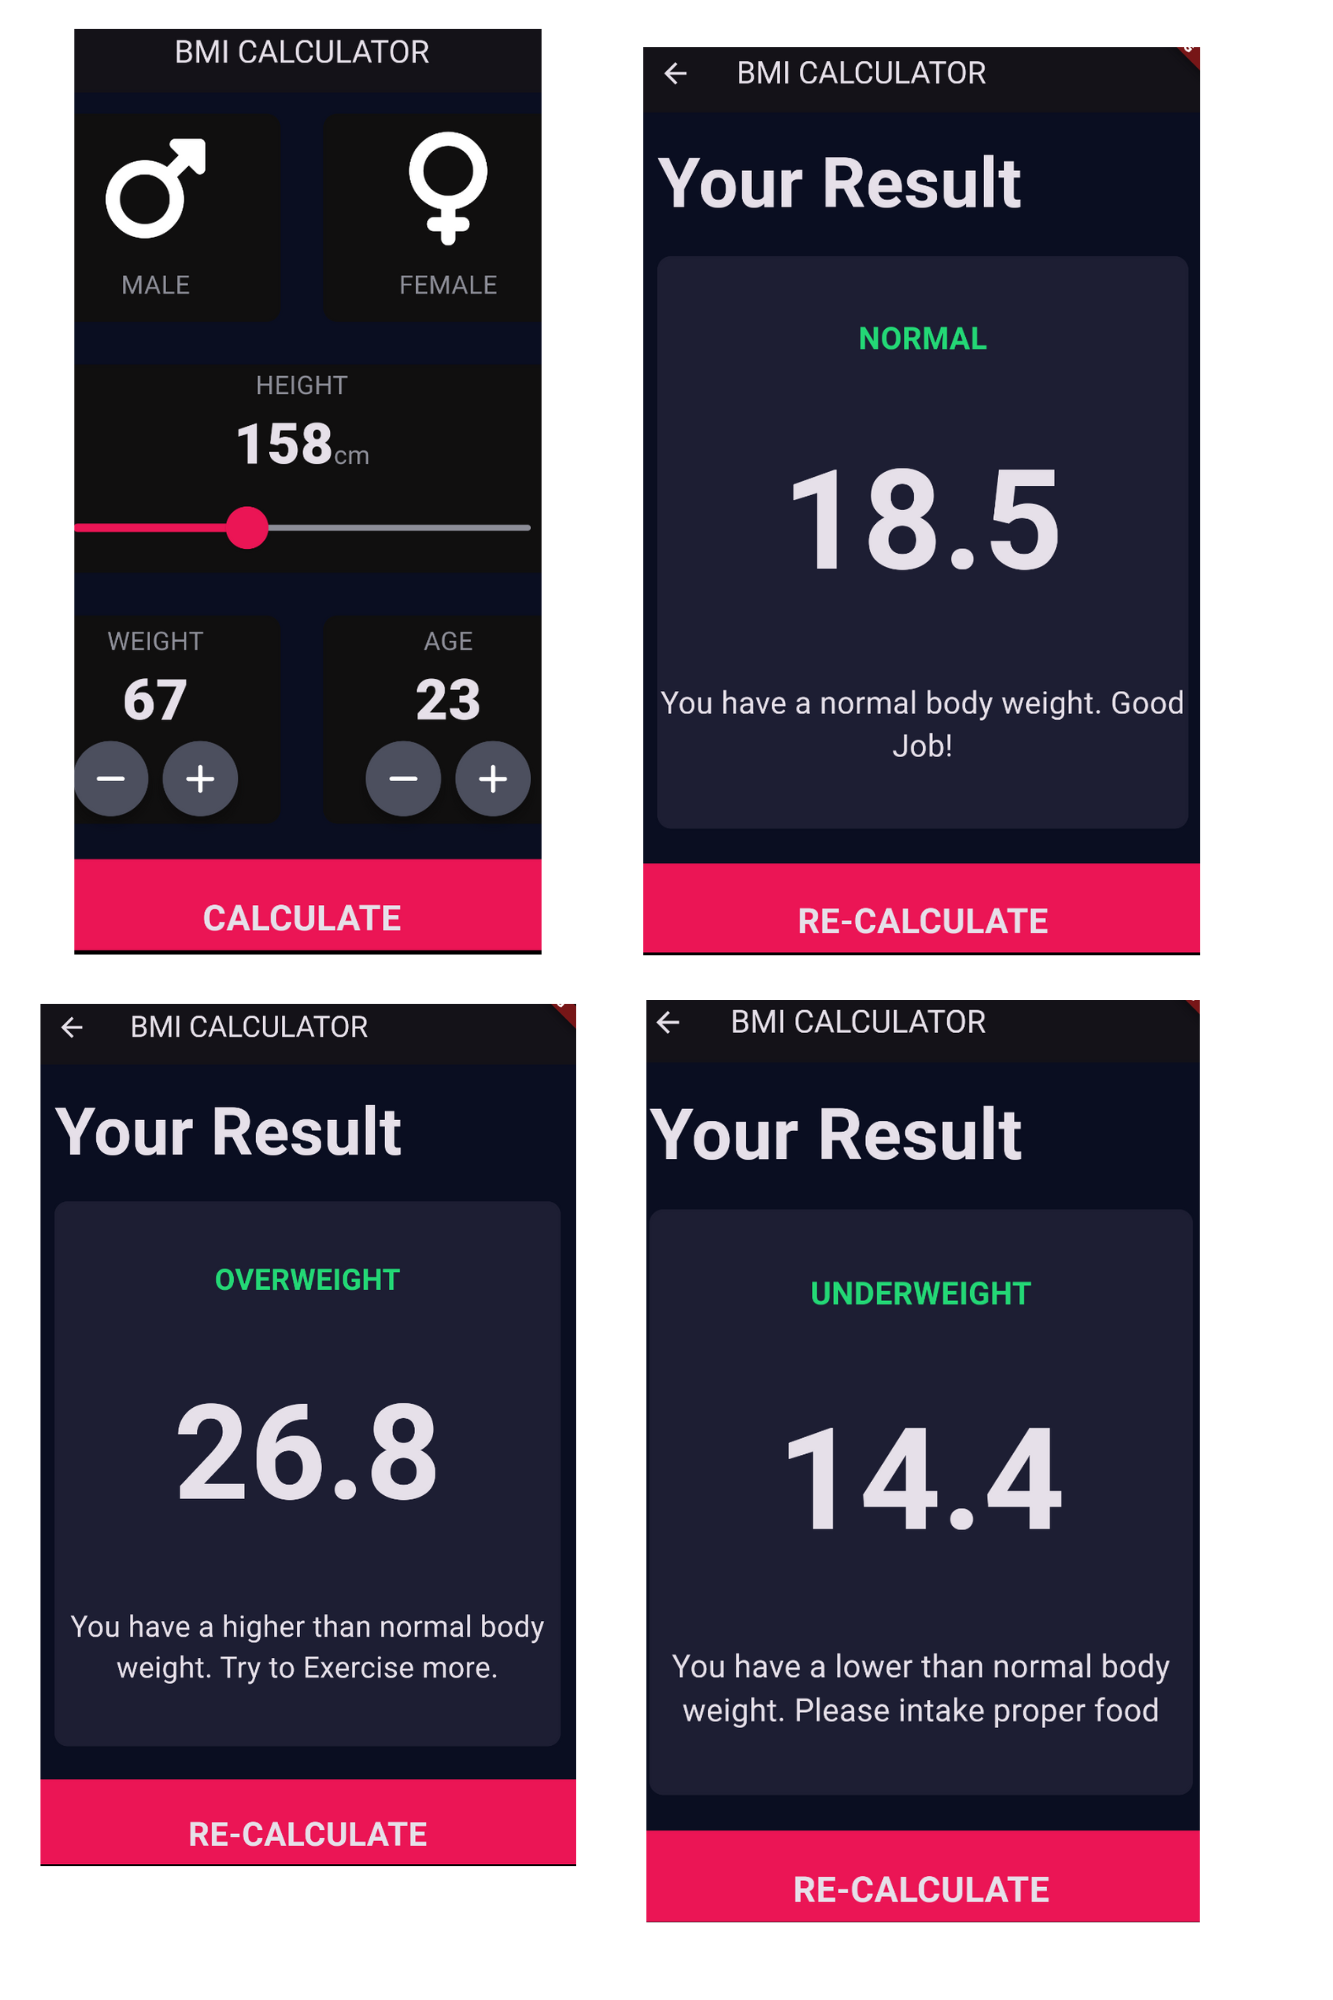 BMI CALCULATOR
MALE
FEMALE
HEIGHT
158cm
WEIGHT
67
AGE
23
CALCULATE
BMI CALCULATOR
Your Result
NORMAL
18.5
You have a normal body weight. Good
Job!
RE-CALCULATE
BMI CALCULATOR
Your Result
OVERWEIGHT
26.8
You have a higher than normal body
weight. Try to Exercise more.
RE-CALCULATE
BMI CALCULATOR
Your Result
UNDERWEIGHT
14.4
You have a lower than normal body
weight. Please intake proper food
RE-CALCULATE